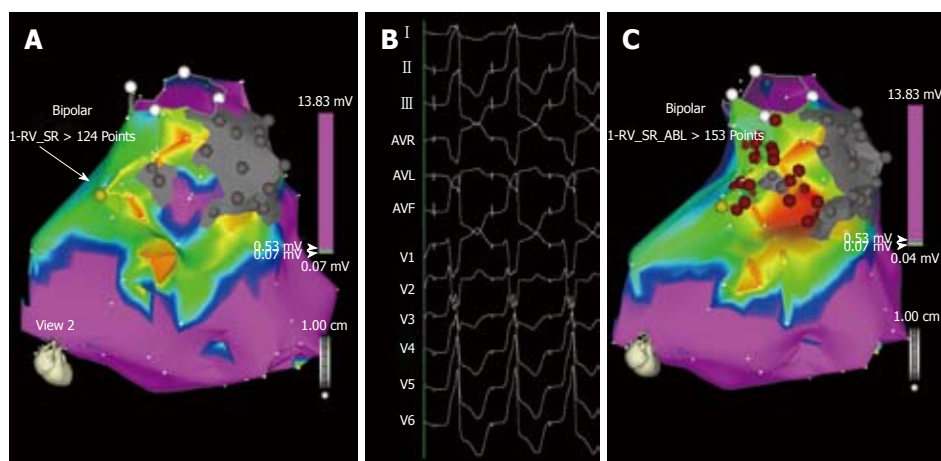 A
Bipolar
1-RV_SR > 124 Points
13.83 mV
0.53 mV
0.07 mV
0.07 mV
View 2
1.00 cm
B
I
II
III
AVR
AVL
AVF
V1
V2
V3
V4
V5
V6
C
Bipolar
1-RV_SR_ABL > 153 Points
13.83 mV
0.53 mV
0.07 mV
0.04 mV
1.00 cm